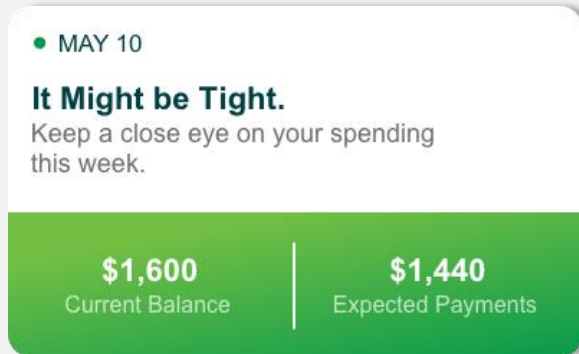 MAY 10
It Might be Tight.
Keep a close eye on your spending
this week.
$1,600
Current Balance
$1,440
Expected Payments